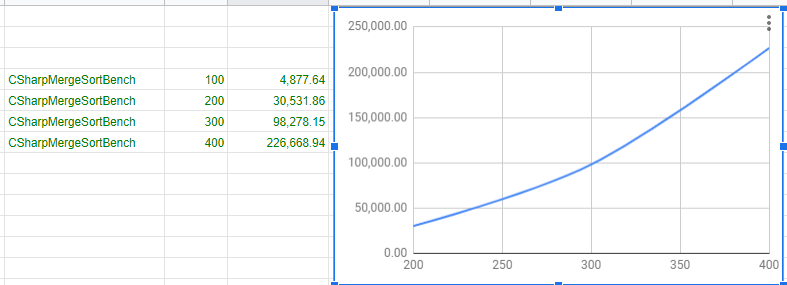 CSharpMergeSortBench 100 4,877.64
CSharpMergeSortBench 200 30,531.86
CSharpMergeSortBench 300 98,278.15
CSharpMergeSortBench 400 226,668.94
250,000.00
200,000.00
150,000.00
100,000.00
50,000.00
0.00
200 250 300 350 400